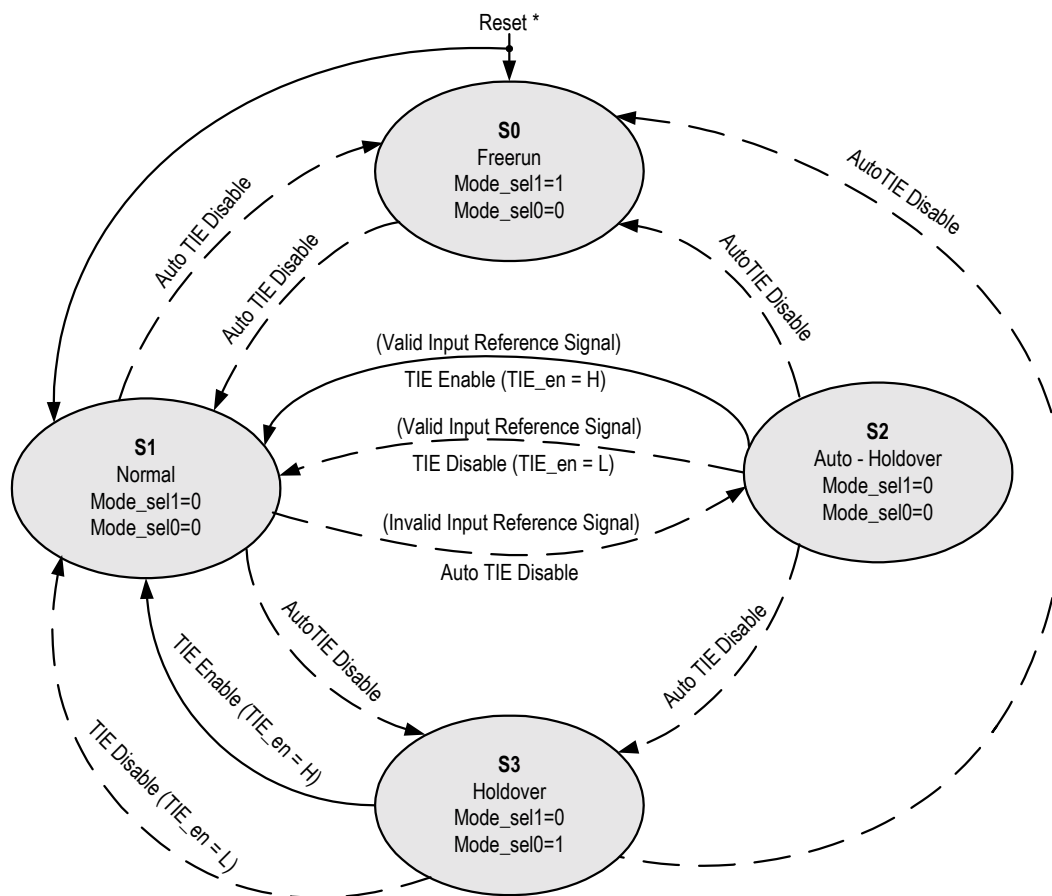 Reset *
S0
Freerun
Mode_sel1=1
Mode_sel0=0
Auto TIE Disable
Auto TIE Disable
AutoTIE Disable
AutoTIE Disable
(Valid Input Reference Signal)
TIE Enable (TIE_en = H)
(Valid Input Reference Signal)
TIE Disable (TIE_en = L)
(Invalid Input Reference Signal)
Auto TIE Disable
S1
Normal
Mode_sel1=0
Mode_sel0=0
S2
Auto - Holdover
Mode_sel1=0
Mode_sel0=0
AutoTIE Disable
Auto TIE Disable
TIE Enable (TIE_en = H)
TIE Disable (TIE_en = L)
S3
Holdover
Mode_sel1=0
Mode_sel0=1